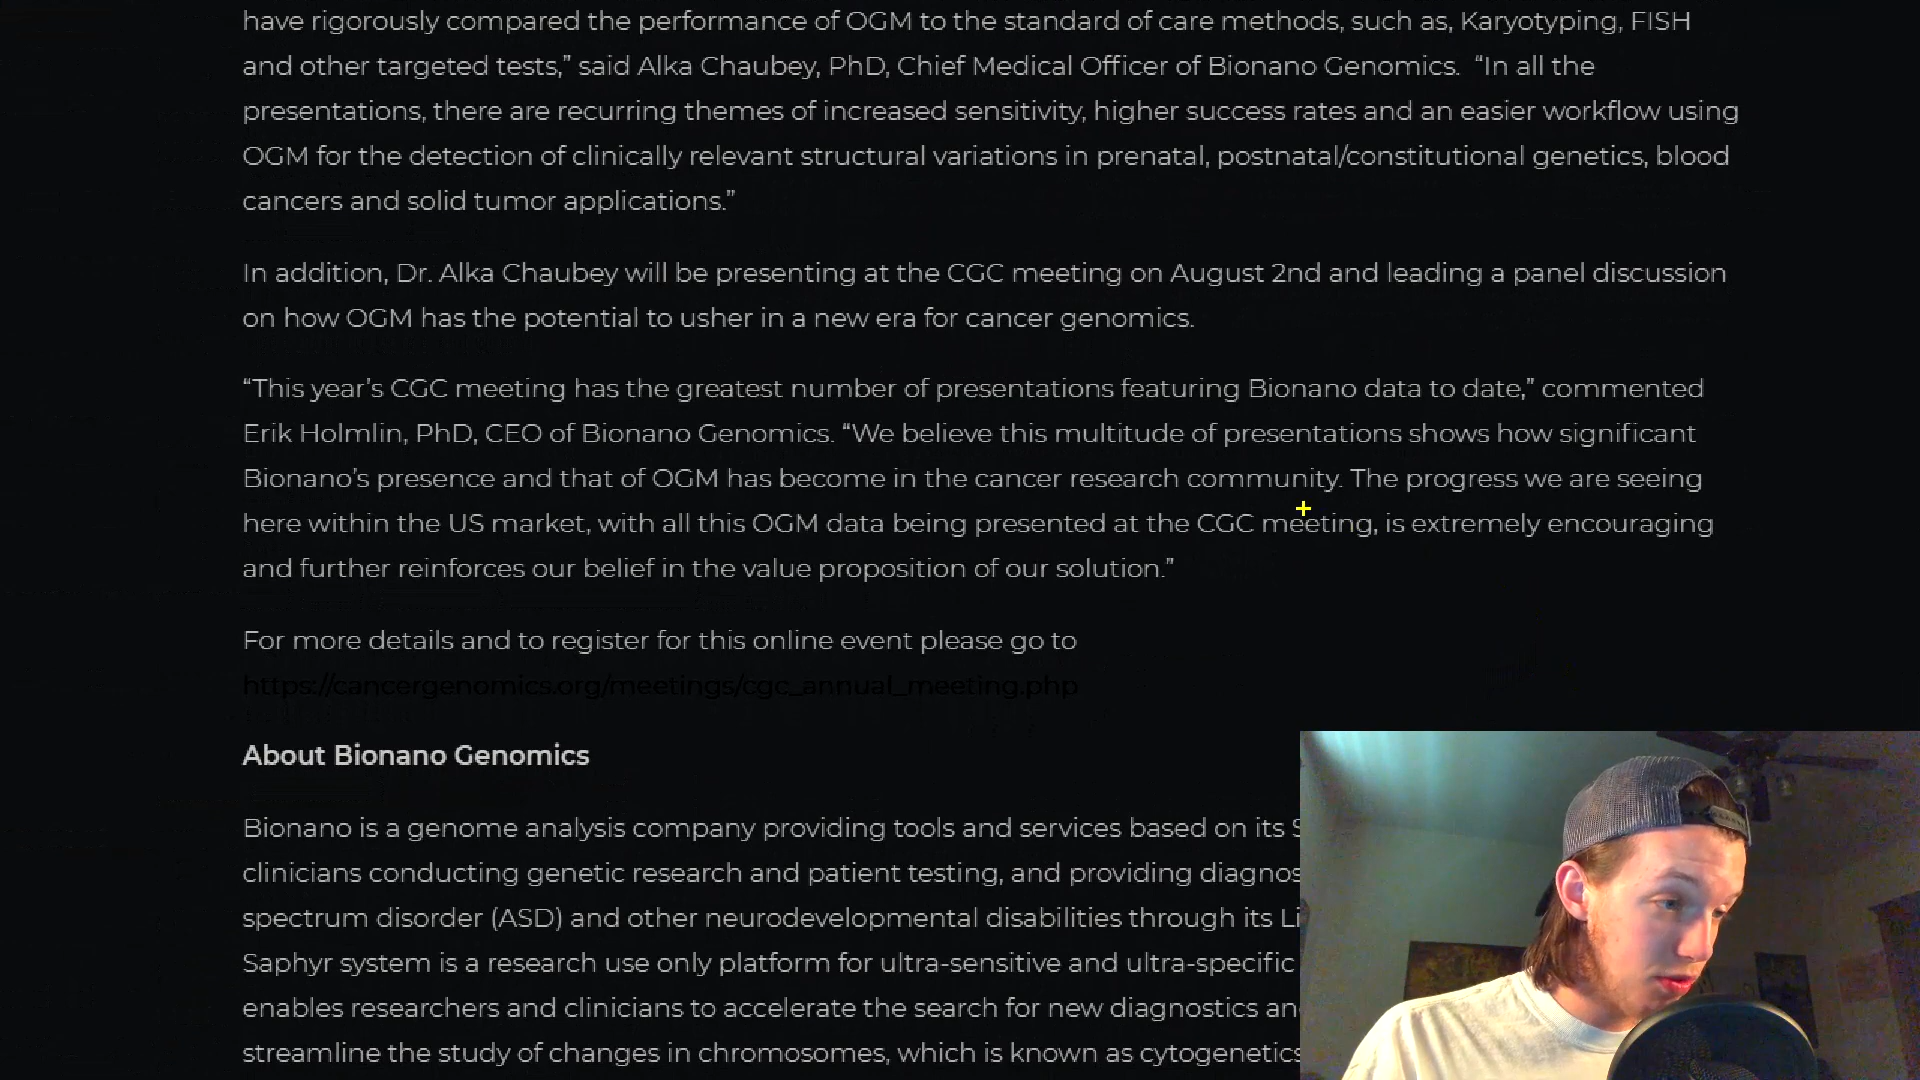 have rigorously compared the performance of OGM to the standard of care methods, such as, Karyotyping, FISH
and other targeted tests,” said Alka Chaubey, PhD, Chief Medical Officer of Bionano Genomics.  “In all the
presentations, there are recurring themes of increased sensitivity, higher success rates and an easier workflow using
OGM for the detection of clinically relevant structural variations in prenatal, postnatal/constitutional genetics, blood
cancers and solid tumor applications.”
In addition, Dr. Alka Chaubey will be presenting at the CGC meeting on August 2nd and leading a panel discussion
on how OGM has the potential to usher in a new era for cancer genomics.
“This year’s CGC meeting has the greatest number of presentations featuring Bionano data to date,” commented
Erik Holmlin, PhD, CEO of Bionano Genomics. “We believe this multitude of presentations shows how significant
Bionano’s presence and that of OGM has become in the cancer research community. The progress we are seeing
here within the US market, with all this OGM data being presented at the CGC meeting, is extremely encouraging
and further reinforces our belief in the value proposition of our solution.”
For more details and to register for this online event please go to
https://cancergenomics.org/meetings/cgc_annual_meeting.php
About Bionano Genomics
Bionano is a genome analysis company providing tools and services based on its
clinicians conducting genetic research and patient testing, and providing
spectrum disorder (ASD) and other neurodevelopmental disabilities through its
Saphyr system is a research use only platform for ultra-sensitive and ultra-specific
enables researchers and clinicians to accelerate the search for new diagnostics
streamline the study of changes in chromosomes, which is known as cytogenetics